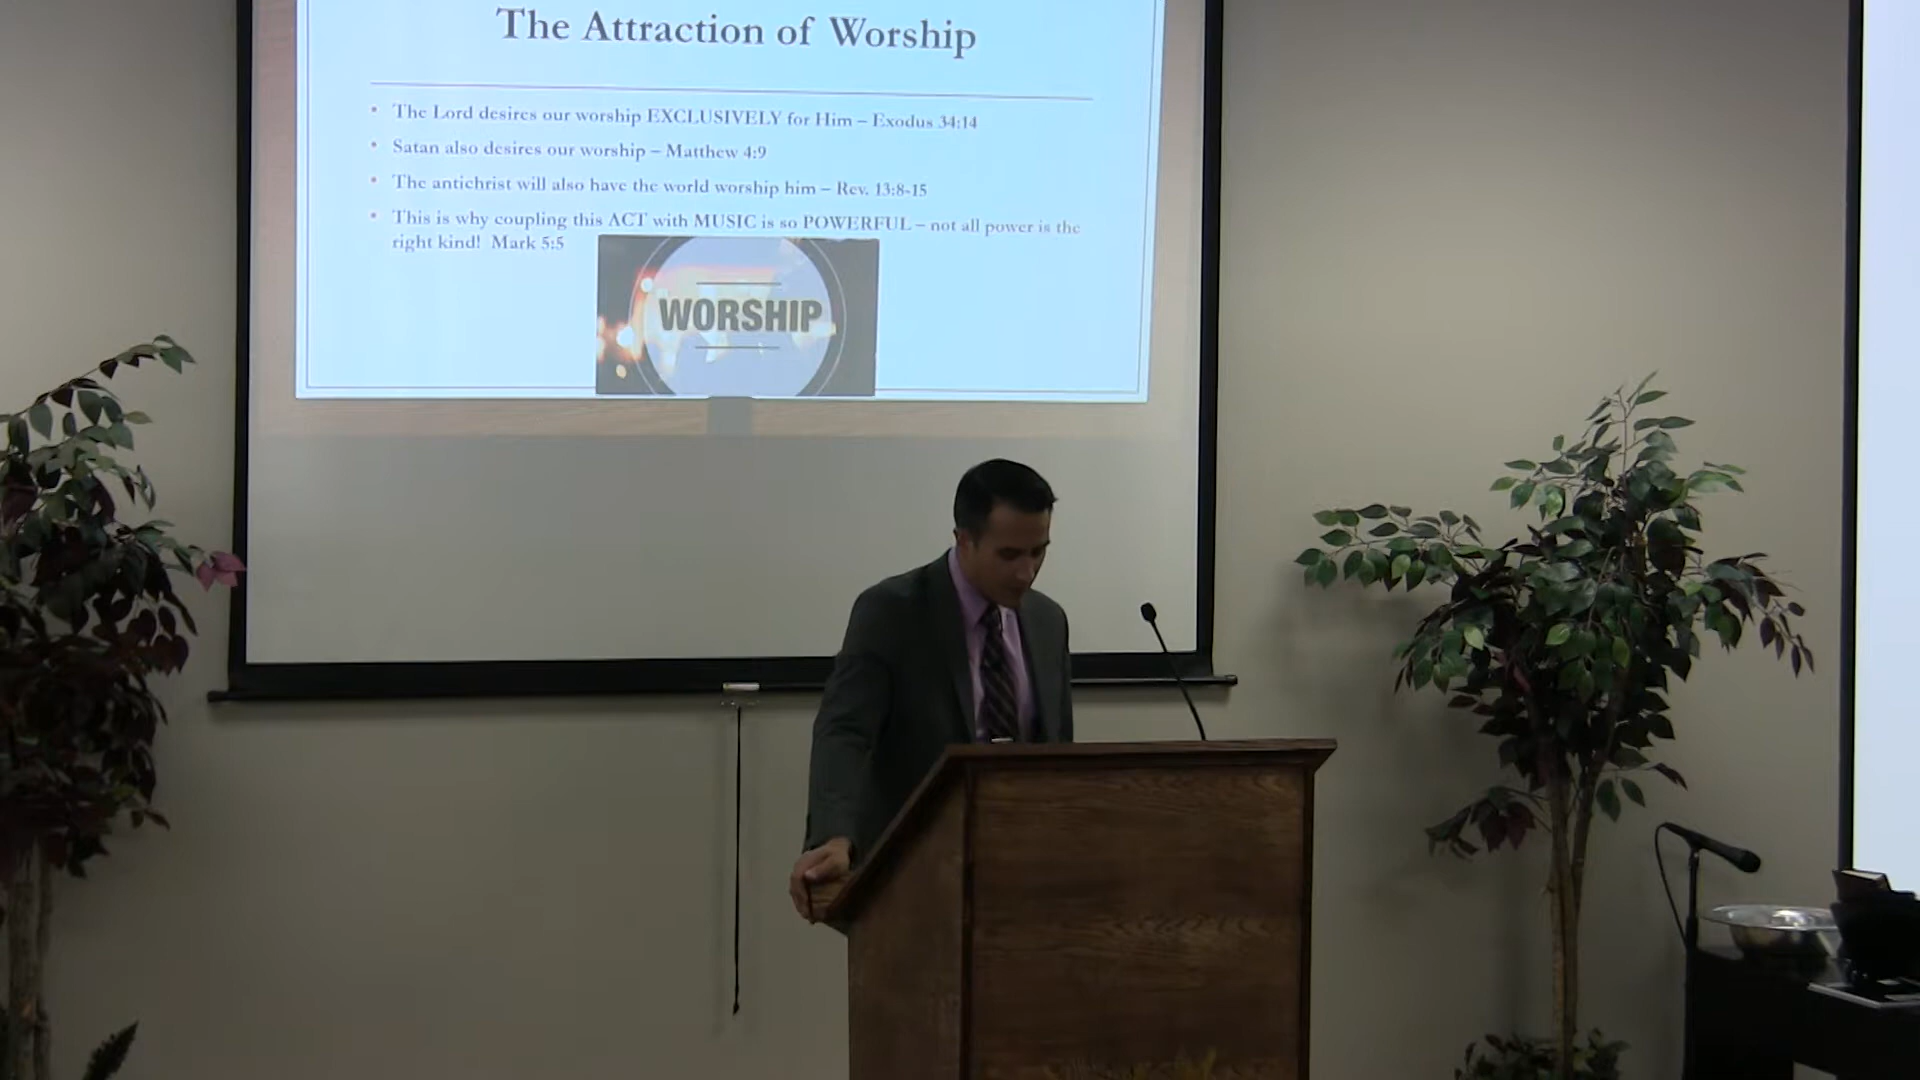 The Attraction of Worship
• The Lord desires our worship EXCLUSIVELY for Him – Exodus 34:14
• Satan also desires our worship – Matthew 4:9
• The antichrist will also have the world worship him – Rev. 13:8-15
• This is why coupling this ACT with MUSIC is so POWERFUL – not all power is the
right kind! Mark 5:5
WORSHIP